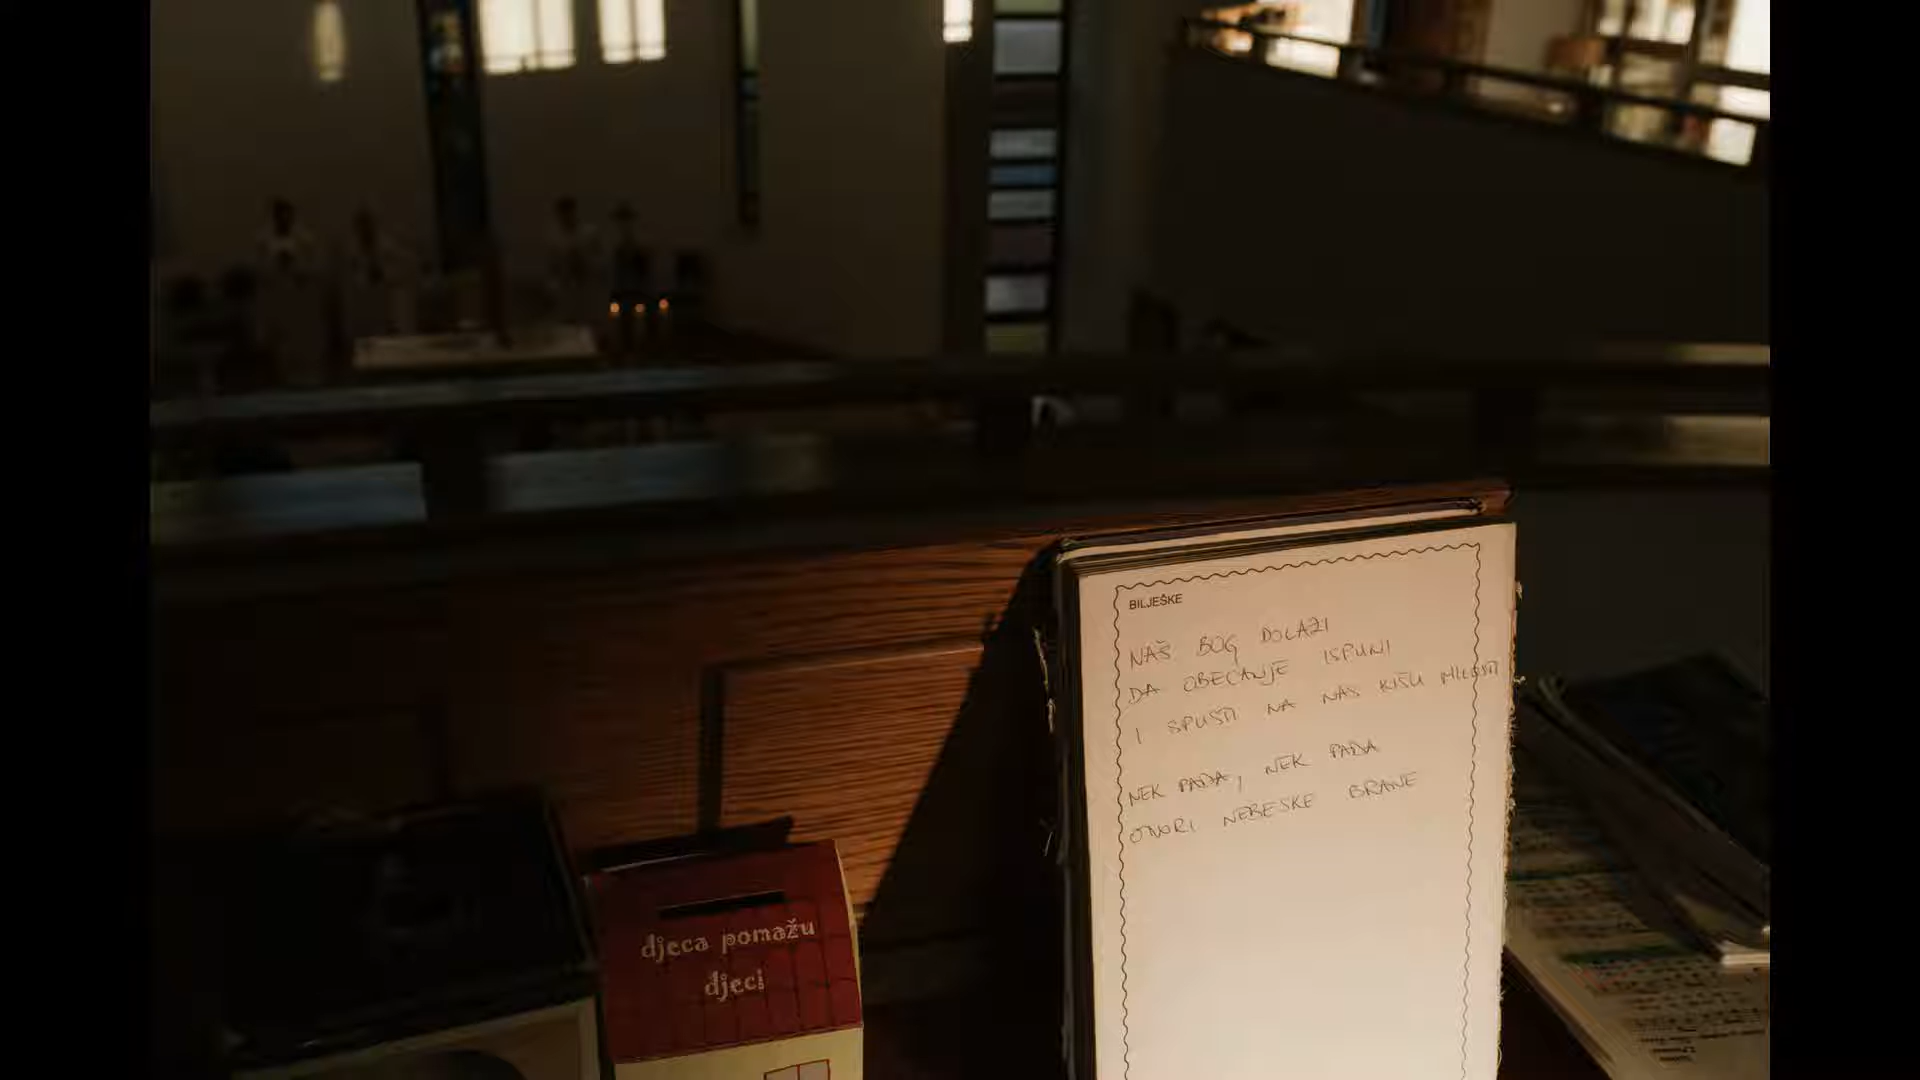 BILJEŠKE
NAŠ BOG DOLAZI
DA OBEĆANJE ISPUNI
I SPUSTI NA NAS KIŠU MILOSTI
NEK PADA, NEK PADA
OTVORI NEBESKE BRANE
djeca pomažu
djeci